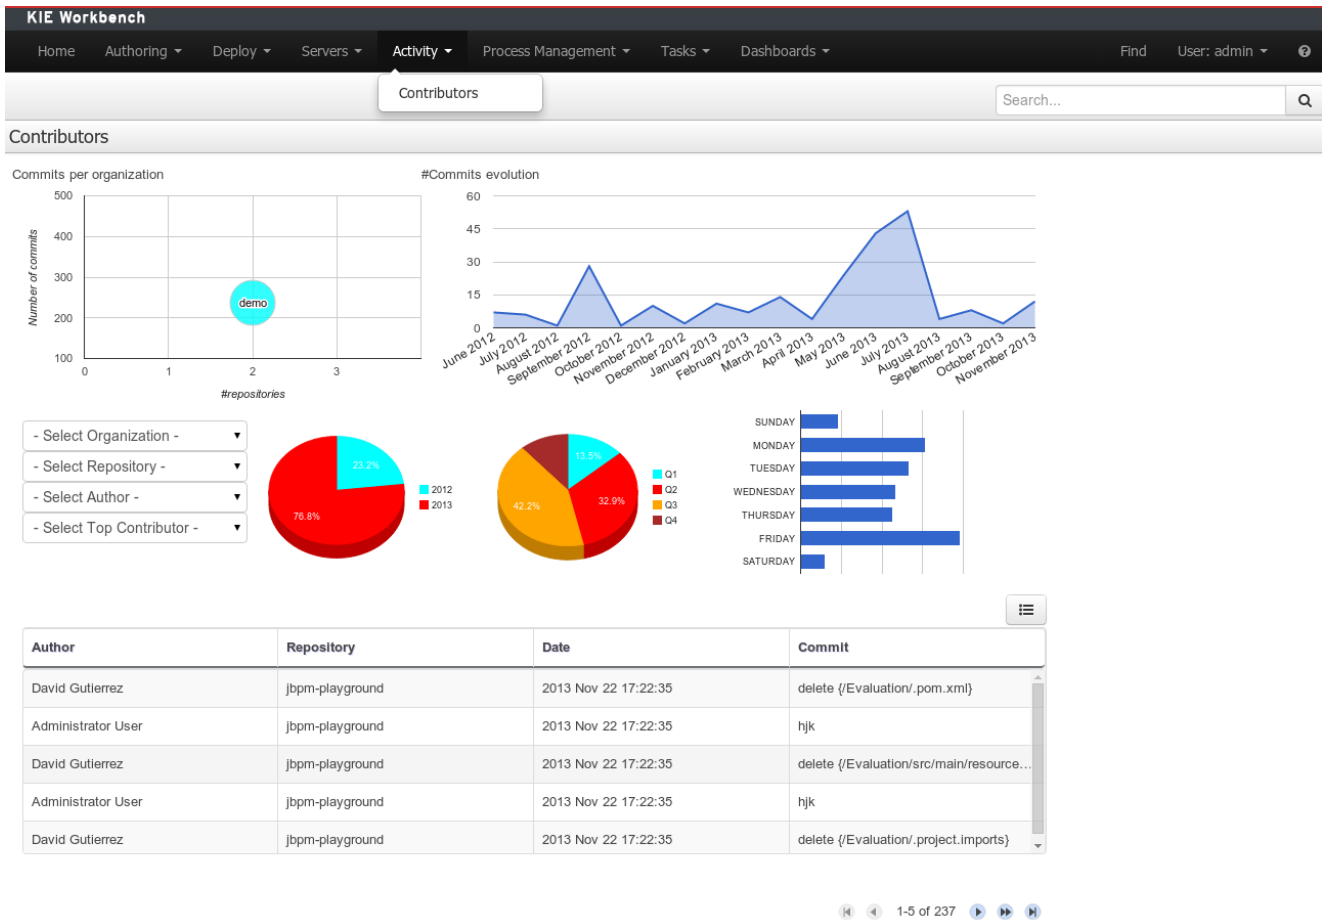 KIE Workbench
Home Authoring Deploy Servers Activity Process Management Tasks Dashboards Find User: admin
Contributors
Search...
Contributors
Commits per organization
500
400
300
200
100
Number of commits
demo
0 1 2 3
#repositories
#Commits evolution
60
45
30
15
0
June 2012
July 2012
August 2012
September 2012
October 2012
November 2012
December 2012
January 2013
February 2013
March 2013
April 2013
May 2013
June 2013
July 2013
August 2013
September 2013
October 2013
November 2013
- Select Organization -
- Select Repository -
- Select Author -
- Select Top Contributor -
23.2%
76.8%
2012
2013
13.5%
32.9%
42.2%
Q1
Q2
Q3
Q4
SUNDAY
MONDAY
TUESDAY
WEDNESDAY
THURSDAY
FRIDAY
SATURDAY
Author Repository Date Commit
David Gutierrez jbpm-playground 2013 Nov 22 17:22:35 delete {/Evaluation/.pom.xml}
Administrator User jbpm-playground 2013 Nov 22 17:22:35 hjk
David Gutierrez jbpm-playground 2013 Nov 22 17:22:35 delete {/Evaluation/src/main/resource...
Administrator User jbpm-playground 2013 Nov 22 17:22:35 hjk
David Gutierrez jbpm-playground 2013 Nov 22 17:22:35 delete {/Evaluation/.project.imports}
1-5 of 237